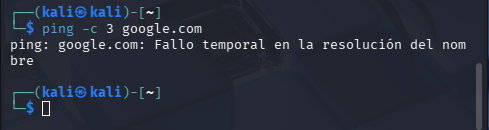 ┌──(kali㉿kali)-[~]
└─$ ping -c 3 google.com
ping: google.com: Fallo temporal en la resolución del nom
bre

┌──(kali㉿kali)-[~]
└─$